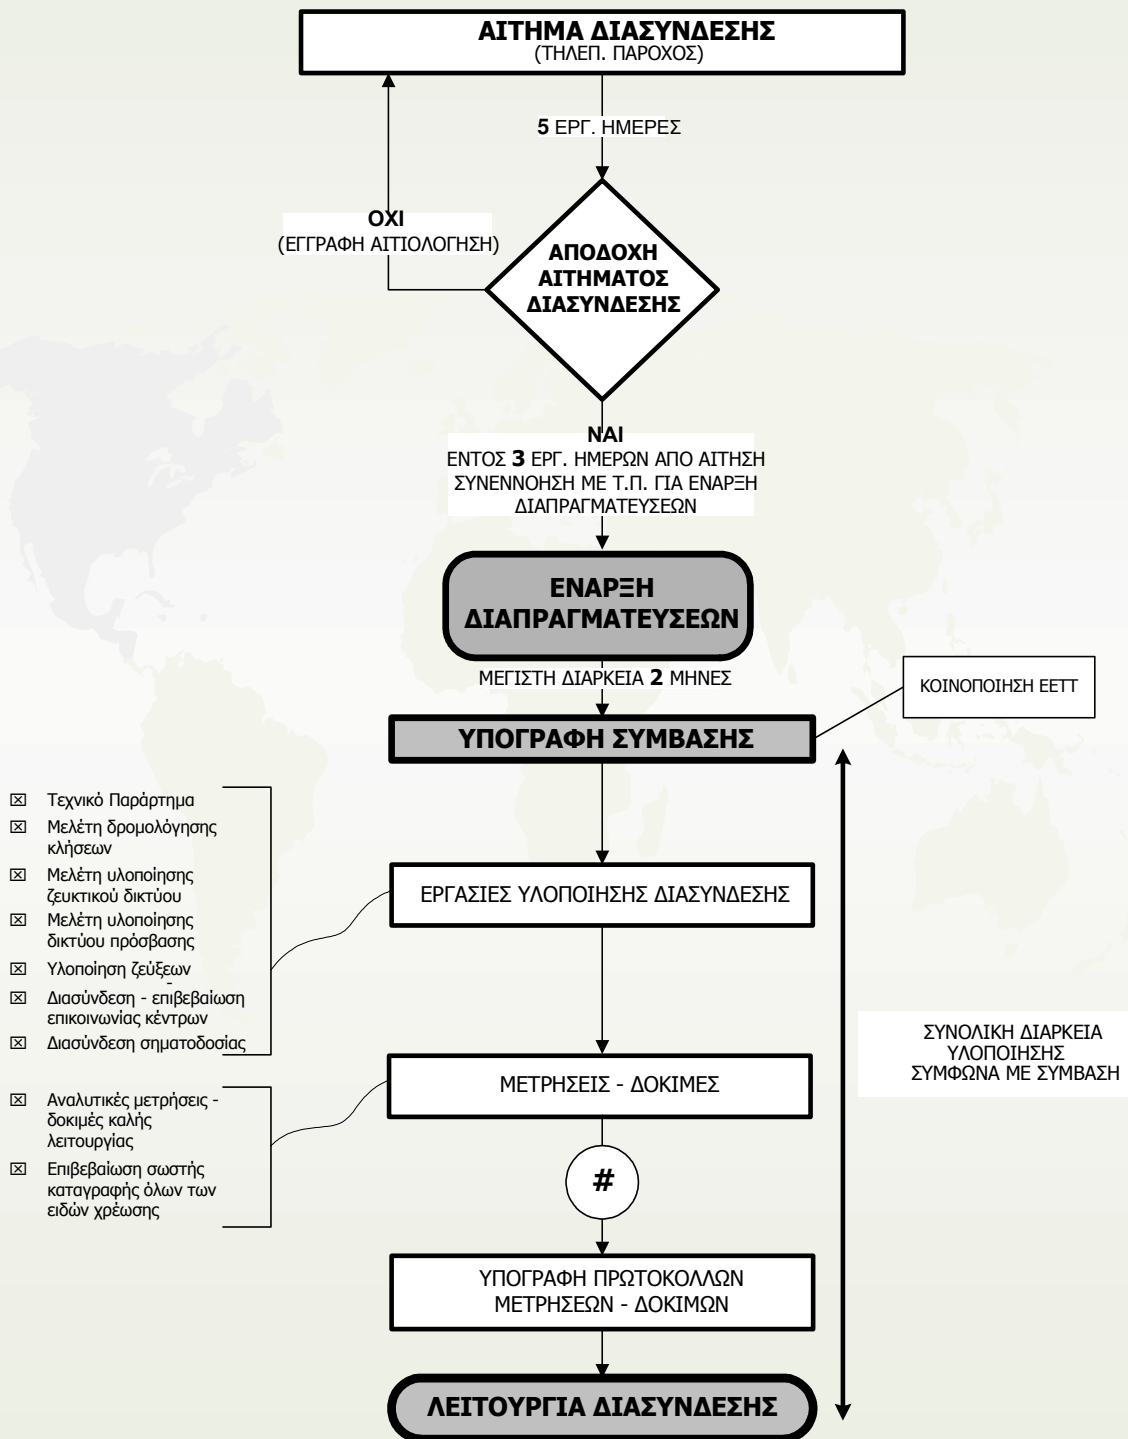 ΑΙΤΗΜΑ ΔΙΑΣΥΝΔΕΣΗΣ
(ΤΗΛΕΠ. ΠΑΡΟΧΟΣ)
5 ΕΡΓ. ΗΜΕΡΕΣ
ΟΧΙ
(ΕΓΓΡΑΦΗ ΑΙΤΙΟΛΟΓΗΣΗ)
ΑΠΟΔΟΧΗ
ΑΙΤΗΜΑΤΟΣ
ΔΙΑΣΥΝΔΕΣΗΣ
ΝΑΙ
ΕΝΤΟΣ 3 ΕΡΓ. ΗΜΕΡΩΝ ΑΠΟ ΑΙΤΗΣΗ
ΣΥΝΕΝΝΟΗΣΗ ΜΕ Τ.Π. ΓΙΑ ΕΝΑΡΞΗ
ΔΙΑΠΡΑΓΜΑΤΕΥΣΕΩΝ
ΕΝΑΡΞΗ
ΔΙΑΠΡΑΓΜΑΤΕΥΣΕΩΝ
ΜΕΓΙΣΤΗ ΔΙΑΡΚΕΙΑ 2 ΜΗΝΕΣ
ΚΟΙΝΟΠΟΙΗΣΗ ΕΕΤΤ
ΥΠΟΓΡΑΦΗ ΣΥΜΒΑΣΗΣ
Τεχνικό Παράρτημα
Μελέτη δρομολόγησης
κλήσεων
Μελέτη υλοποίησης
ζευκτικού δικτύου
Μελέτη υλοποίησης
δικτύου πρόσβασης
Υλοποίηση ζεύξεων
-
Διασύνδεση - επιβεβαίωση
επικοινωνίας κέντρων
Διασύνδεση σηματοδοσίας
ΕΡΓΑΣΙΕΣ ΥΛΟΠΟΙΗΣΗΣ ΔΙΑΣΥΝΔΕΣΗΣ
ΣΥΝΟΛΙΚΗ ΔΙΑΡΚΕΙΑ
ΥΛΟΠΟΙΗΣΗΣ
ΣΥΜΦΩΝΑ ΜΕ ΣΥΜΒΑΣΗ
ΜΕΤΡΗΣΕΙΣ - ΔΟΚΙΜΕΣ
Αναλυτικές μετρήσεις -
δοκιμές καλής
λειτουργίας
Επιβεβαίωση σωστής
καταγραφής όλων των
ειδών χρέωσης
#
ΥΠΟΓΡΑΦΗ ΠΡΩΤΟΚΟΛΛΩΝ
ΜΕΤΡΗΣΕΩΝ - ΔΟΚΙΜΩΝ
ΛΕΙΤΟΥΡΓΙΑ ΔΙΑΣΥΝΔΕΣΗΣ